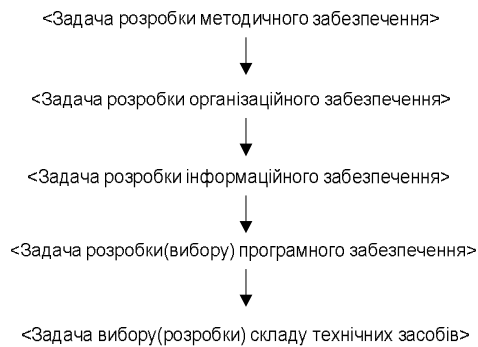 <Задача розробки методичного забезпечення>
<Задача розробки організаційного забезпечення>
<Задача розробки інформаційного забезпечення>
<Задача розробки(вибору) програмного забезпечення>
<Задача вибору(розробки) складу технічних засобів>